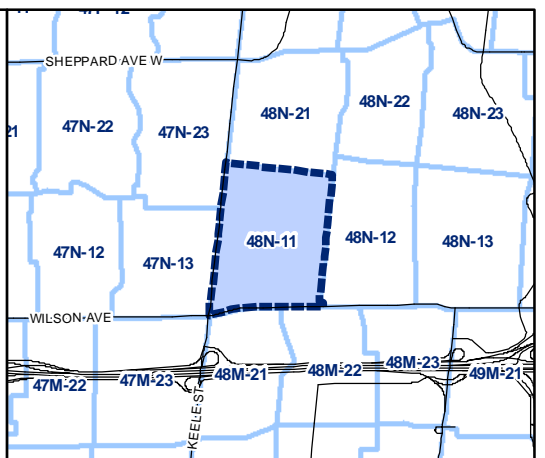 SHEPPARD AVE W
48N-22
48N-21
48N-23
47N-22
47N-23
21
48N-11
48N-12
48N-13
47N-12
47N-13
WILSON AVE
48M-23
48M-22
49M-21
48M-21
47M-23
47M-22
KEELE ST